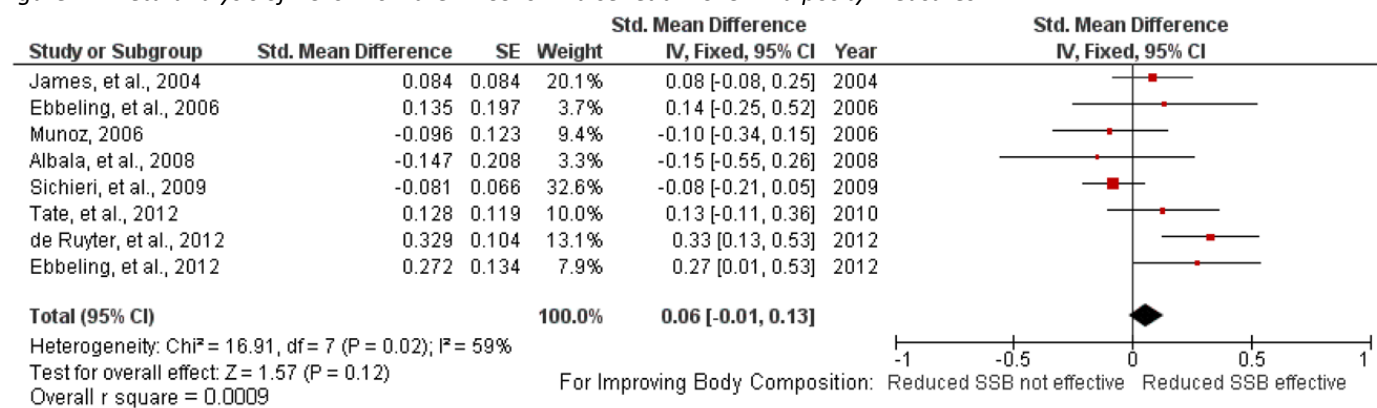 Std. Mean Difference Std. Mean Difference
Study or Subgroup Std. Mean Difference SE Weight IV, Fixed, 95% CI Year IV, Fixed, 95% CI
James, et al., 2004 0.084 0.084 20.1% 0.08 [-0.08, 0.25] 2004
Ebbeling, et al., 2006 0.135 0.197 3.7% 0.14 [-0.25, 0.52] 2006
Munoz, 2006 -0.096 0.123 9.4% -0.10 [-0.34, 0.15] 2006
Albala, et al., 2008 -0.147 0.208 3.3% -0.15 [-0.55, 0.26] 2008
Sichieri, et al., 2009 -0.081 0.066 32.6% -0.08 [-0.21, 0.05] 2009
Tate, et al., 2012 0.128 0.119 10.0% 0.13 [-0.11, 0.36] 2010
de Ruyter, et al., 2012 0.329 0.104 13.1% 0.33 [0.13, 0.53] 2012
Ebbeling, et al., 2012 0.272 0.134 7.9% 0.27 [0.01, 0.53] 2012
Total (95% CI) 100.0% 0.06 [-0.01, 0.13]
Heterogeneity: Chi² = 16.91, df = 7 (P = 0.02); I² = 59%
Test for overall effect: Z = 1.57 (P = 0.12)
Overall r square = 0.0009
-1 -0.5 0 0.5 1
For Improving Body Composition: Reduced SSB not effective Reduced SSB effective